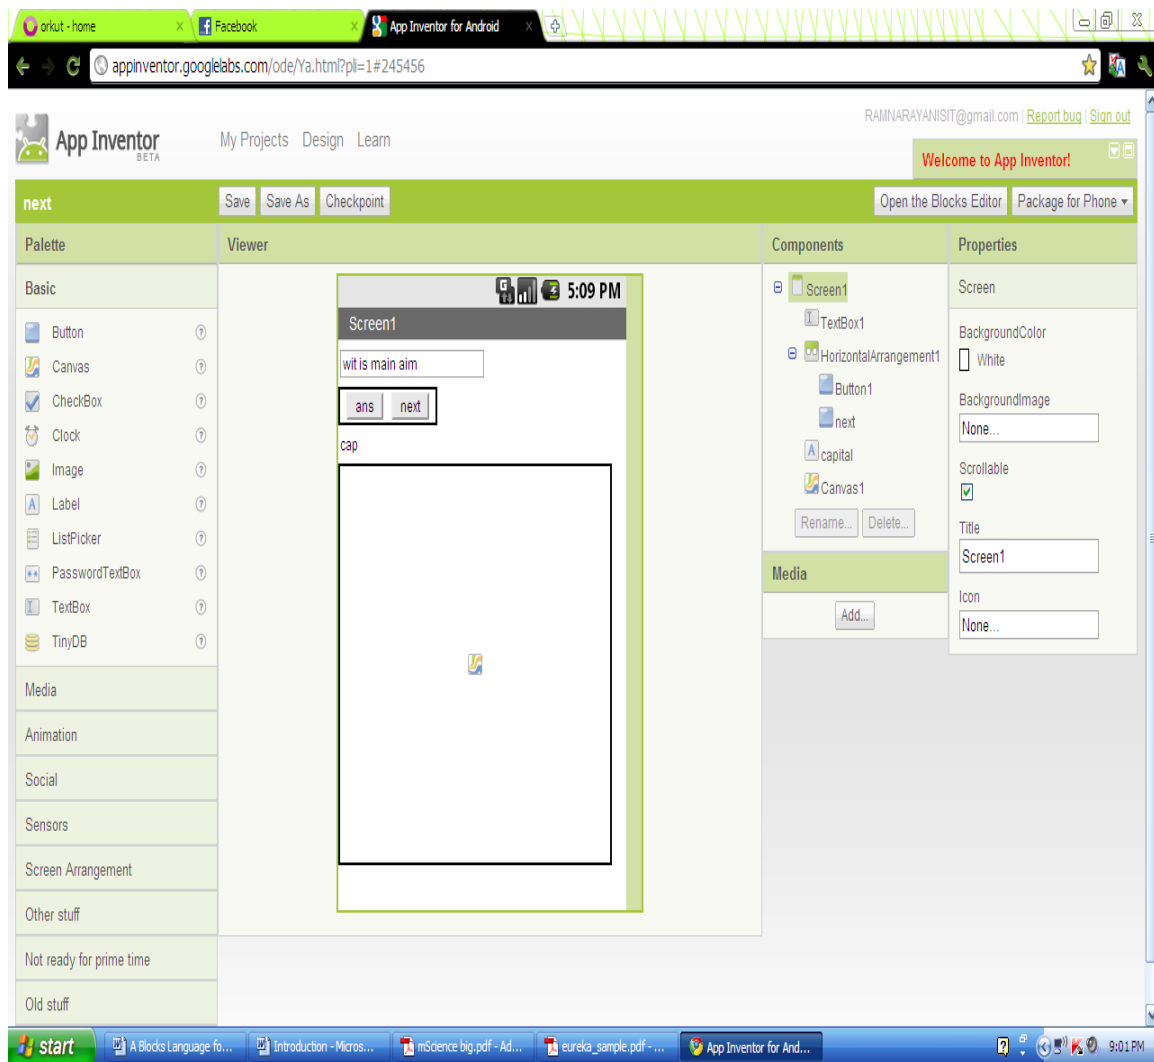 orkut - home
Facebook
App Inventor for Android
appinventor.googlelabs.com/ode/Ya.html?pli=1#245456
App Inventor
BETA
My Projects Design Learn
RAMNARAYANISIT@gmail.com | Report bug | Sign out
Welcome to App Inventor!
next
Save Save As Checkpoint
Open the Blocks Editor Package for Phone
Palette
Viewer
Components
Properties
Basic
Button
Canvas
CheckBox
Clock
Image
Label
ListPicker
PasswordTextBox
TextBox
TinyDB
Media
Animation
Social
Sensors
Screen Arrangement
Other stuff
Not ready for prime time
Old stuff
5:09 PM
Screen1
wit is main aim
ans next
cap
Screen1
TextBox1
HorizontalArrangement1
Button1
next
capital
Canvas1
Rename... Delete...
Media
Add...
Screen
BackgroundColor
White
BackgroundImage
None...
Scrollable
Title
Screen1
Icon
None...
start
A Blocks Language fo...
Introduction - Micros...
mScience big.pdf - Ad...
eureka_sample.pdf - ...
App Inventor for And...
9:01 PM